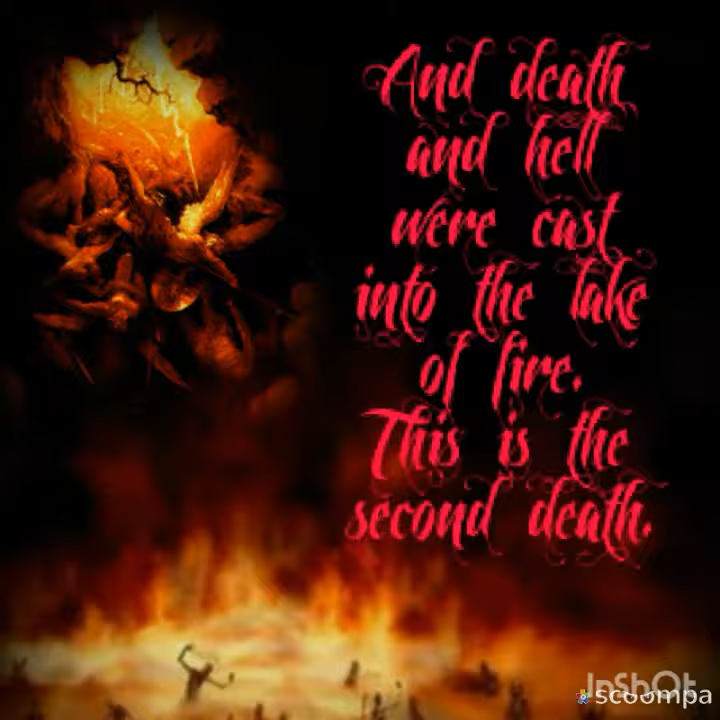 And death
and hell
were cast
into the lake
of fire.
This is the
second death.
InShOt
scoompa